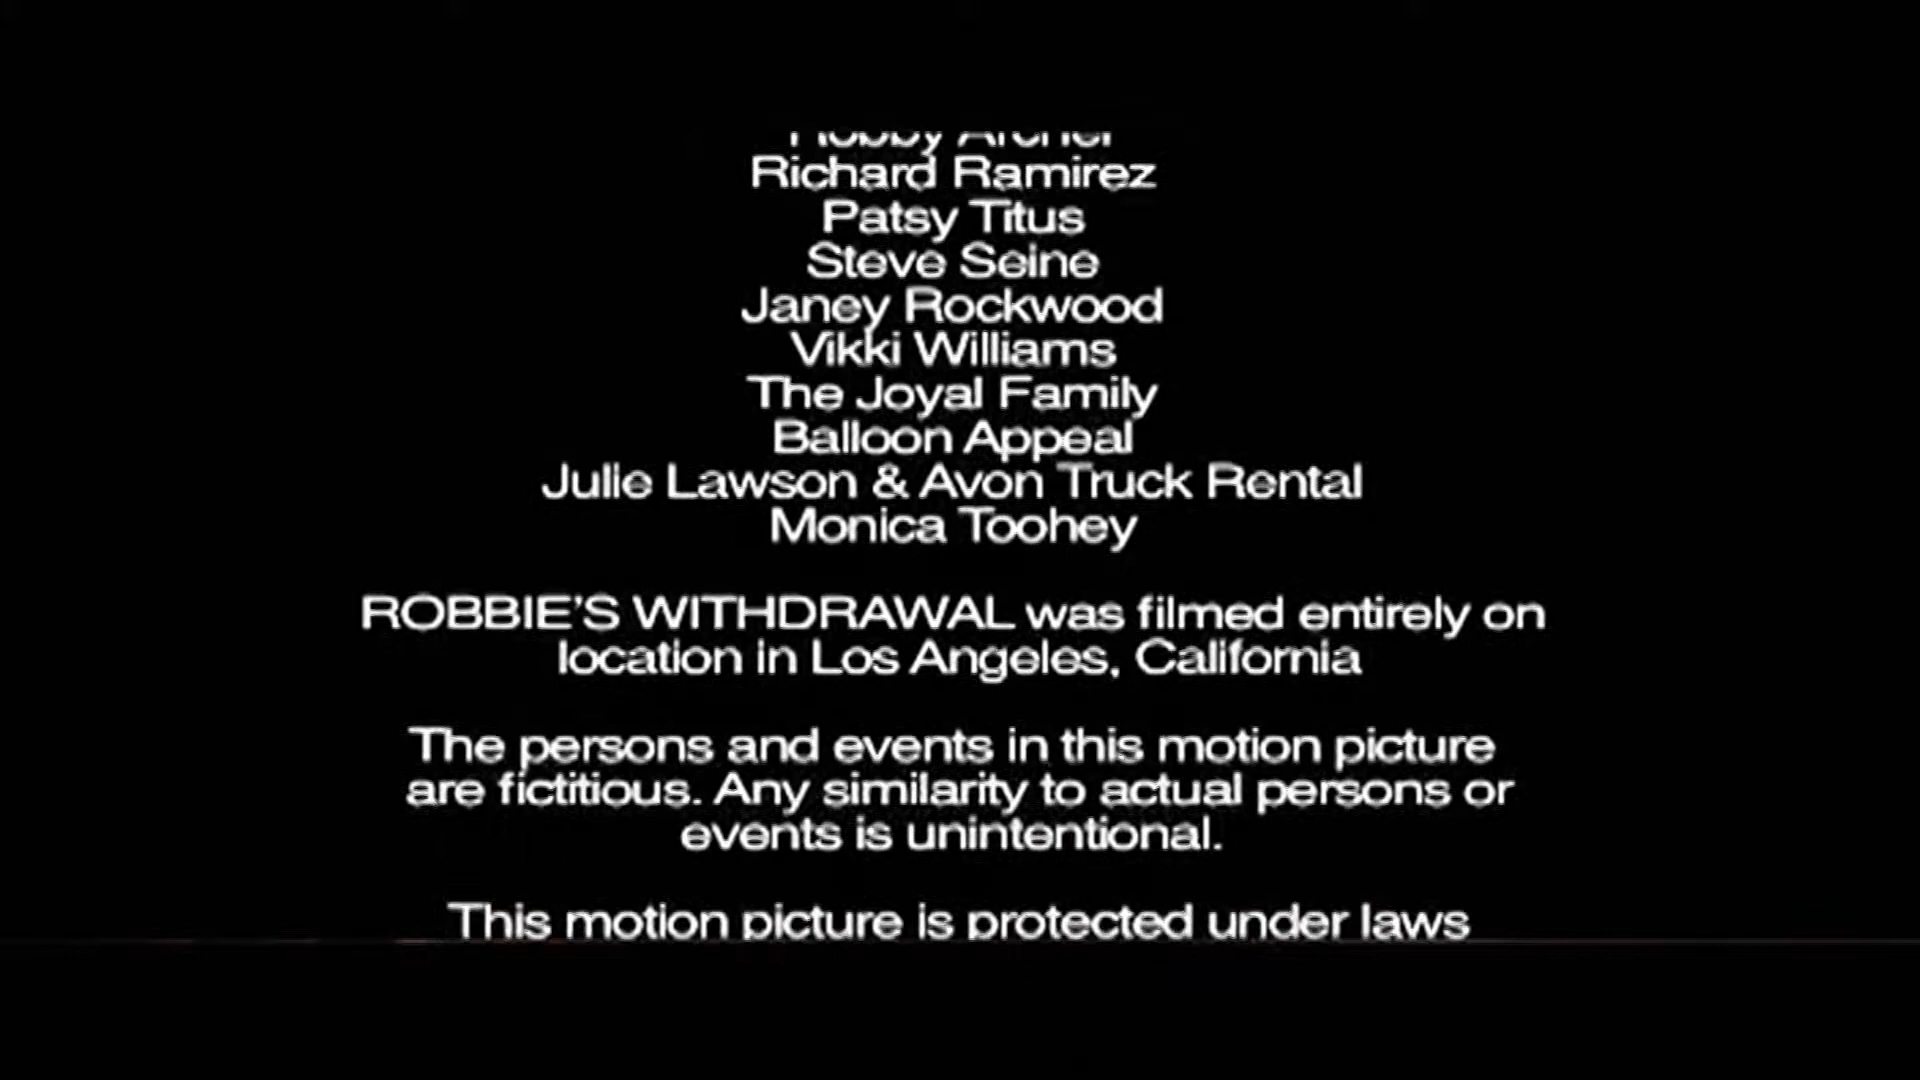 Robby Archer
Richard Ramirez
Patsy Titus
Steve Seine
Janey Rockwood
Vikki Williams
The Joyal Family
Balloon Appeal
Julie Lawson & Avon Truck Rental
Monica Toohey
ROBBIE'S WITHDRAWAL was filmed entirely on
location in Los Angeles, California
The persons and events in this motion picture
are fictitious. Any similarity to actual persons or
events is unintentional.
This motion picture is protected under laws